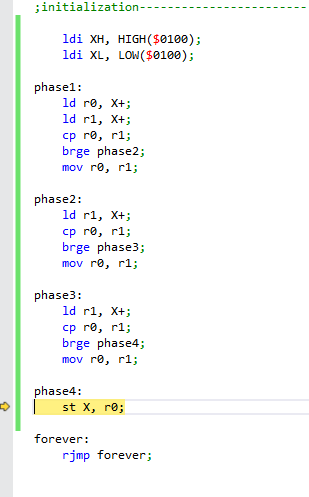 ;initialization------------------------
ldi XH, HIGH($0100);
ldi XL, LOW($0100);
phase1:
ld r0, X+;
ld r1, X+;
cp r0, r1;
brge phase2;
mov r0, r1;
phase2:
ld r1, X+;
cp r0, r1;
brge phase3;
mov r0, r1;
phase3:
ld r1, X+;
cp r0, r1;
brge phase4;
mov r0, r1;
phase4:
st X, r0;
forever:
rjmp forever;